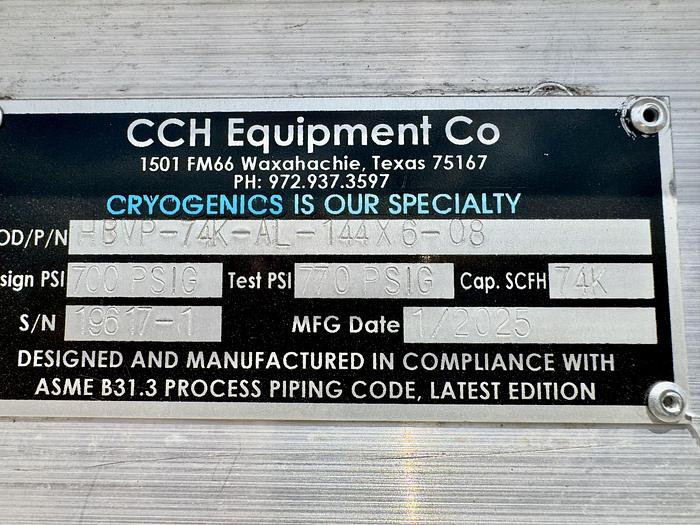 CCH Equipment Co
1501 FM66 Waxahachie, Texas 75167
PH: 972.937.3597
CRYOGENICS IS OUR SPECIALTY
OD/P/N HBVP-74K-AL-144X6-08
sign PSI 700 PSIG Test PSI 770 PSIG Cap. SCFH 74K
S/N 19617-1 MFG Date 1/2025
DESIGNED AND MANUFACTURED IN COMPLIANCE WITH
ASME B31.3 PROCESS PIPING CODE, LATEST EDITION